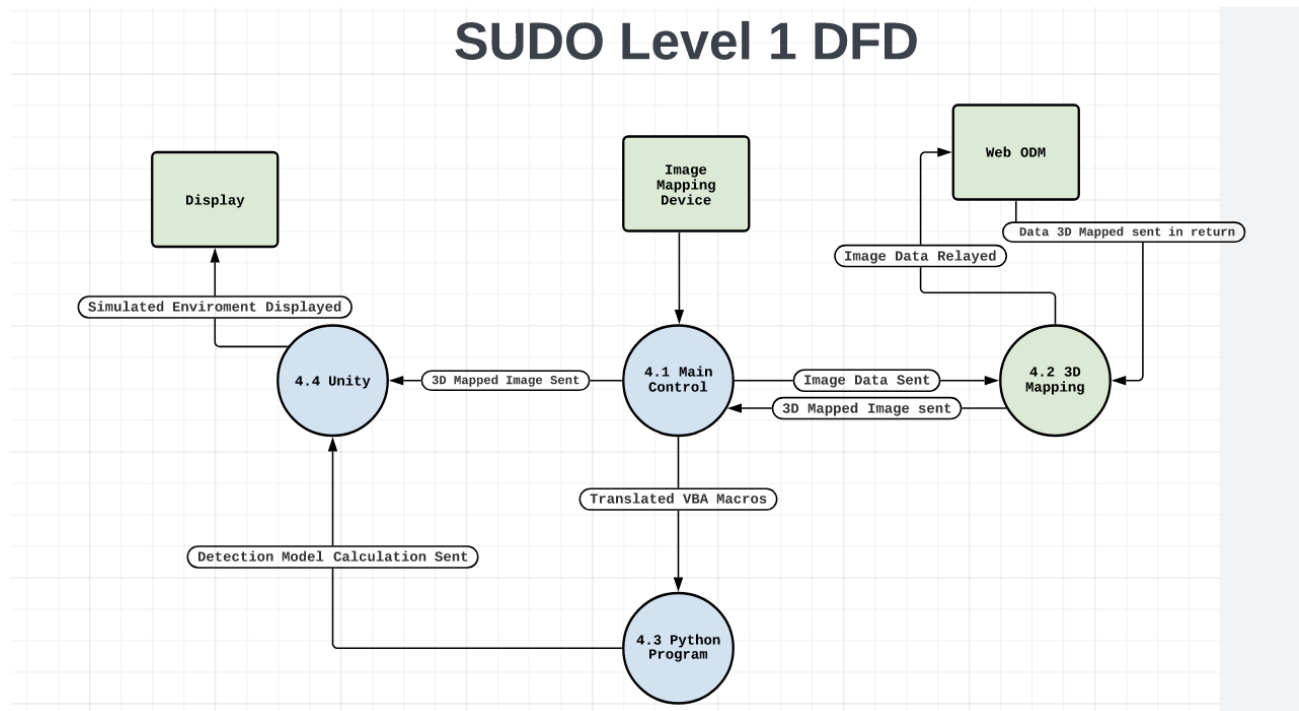 SUDO Level 1 DFD
Web ODM
Image
Mapping
Device
Display
Data 3D Mapped sent in return
Image Data Relayed
Simulated Enviroment Displayed
4.4 Unity
3D Mapped Image Sent
4.1 Main
Control
Image Data Sent
4.2 3D
Mapping
3D Mapped Image sent
Translated VBA Macros
Detection Model Calculation Sent
4.3 Python
Program